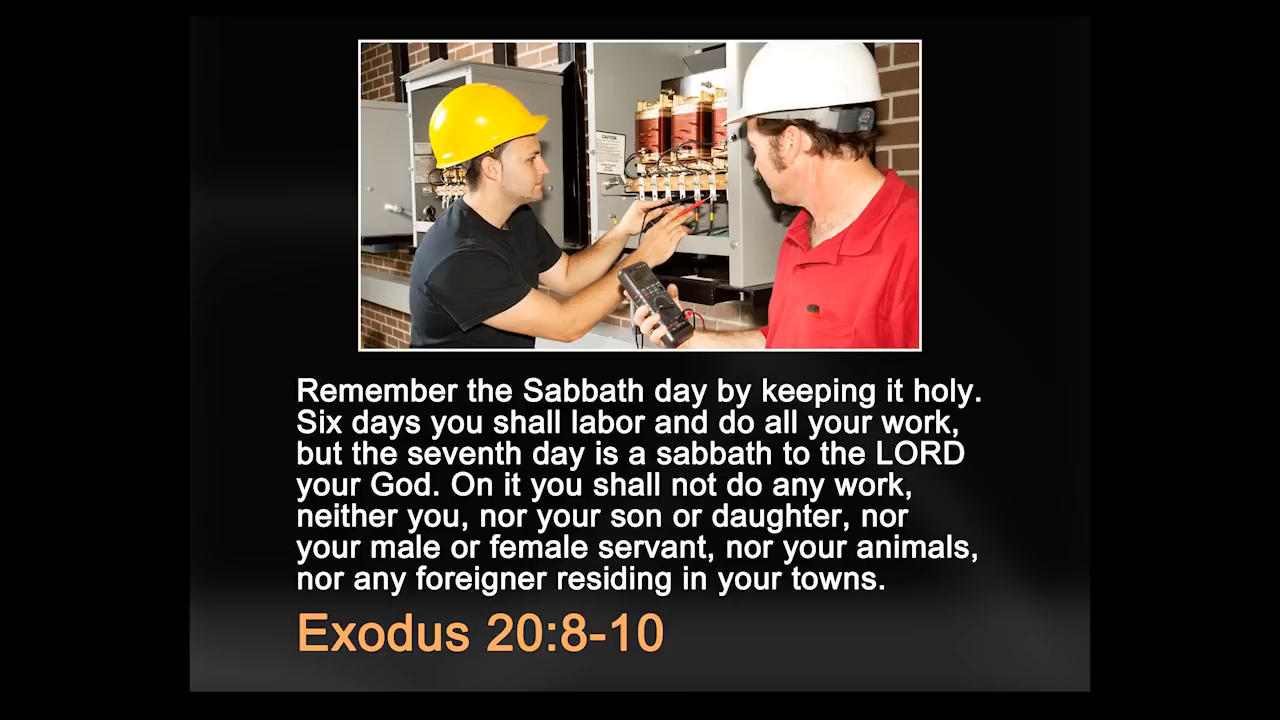 CAUTION
Remember the Sabbath day by keeping it holy.
Six days you shall labor and do all your work,
but the seventh day is a sabbath to the LORD
your God. On it you shall not do any work,
neither you, nor your son or daughter, nor
your male or female servant, nor your animals,
nor any foreigner residing in your towns.
Exodus 20:8-10